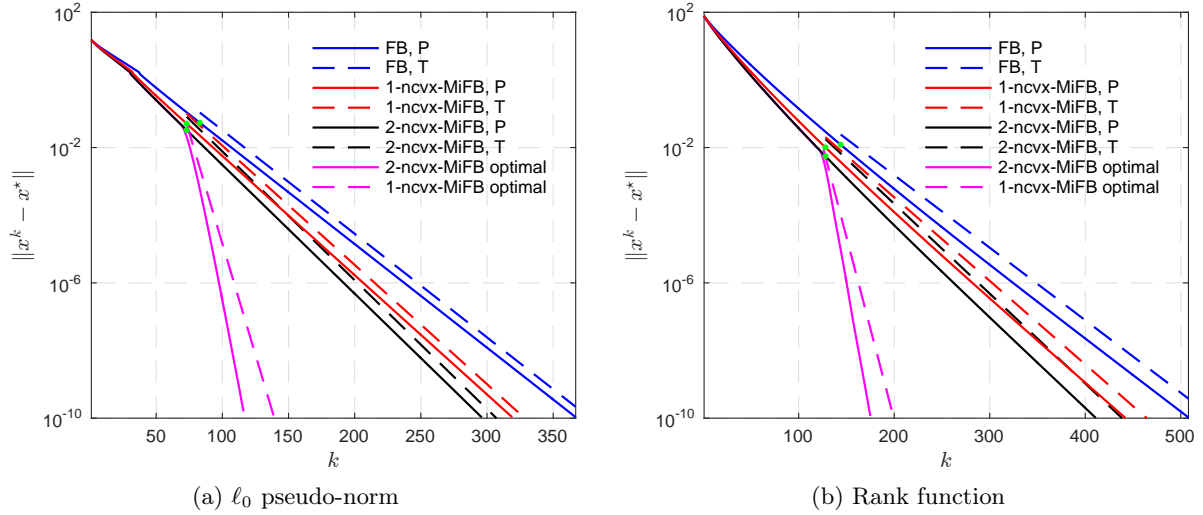 10^2
10^-2
10^-6
10^-10
‖x^k − x^⋆‖
50 100 150 200 250 300 350
k
FB, P
FB, T
1-ncvx-MiFB, P
1-ncvx-MiFB, T
2-ncvx-MiFB, P
2-ncvx-MiFB, T
2-ncvx-MiFB optimal
1-ncvx-MiFB optimal
(a) ℓ₀ pseudo-norm
10^2
10^-2
10^-6
10^-10
‖x^k − x^⋆‖
100 200 300 400 500
k
FB, P
FB, T
1-ncvx-MiFB, P
1-ncvx-MiFB, T
2-ncvx-MiFB, P
2-ncvx-MiFB, T
2-ncvx-MiFB optimal
1-ncvx-MiFB optimal
(b) Rank function